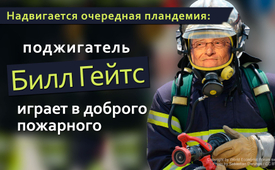 Надвигается очередная пландемия:
поджигатель
Билл Гейтс
играет в доброго
пожарного